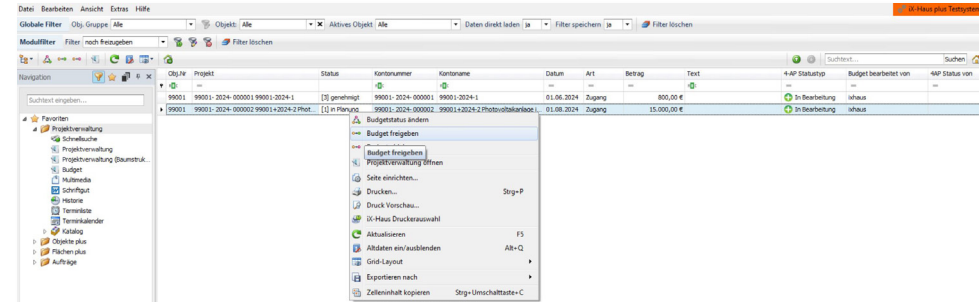 Datei Bearbeiten Ansicht Extras Hilfe
iX-Haus plus Testsystem
Globale Filter Obj. Gruppe Alle Objekt: Alle Aktives Objekt Alle Daten direkt laden ja Filter speichern ja Filter löschen
Modulfilter Filter noch freizugeben Filter löschen
Suchtext... Suchen
Navigation
Obj.Nr Projekt Status Kontonummer Kontoname Datum Art Betrag Text 4-AP Statustyp Budget bearbeitet von 4AP Status von
99001 99001- 2024- 000001 99001-2024-1 [3] genehmigt 99001- 2024- 000001 99001-2024-1 01.06.2024 Zugang 800,00 € In Bearbeitung ixhaus
99001 99001- 2024- 000002 99001+2024-2 Phot... [1] in Planung 99001- 2024- 000002 99001+2024-2 Photovoltaikanlage i... 01.08.2024 Zugang 15.000,00 € In Bearbeitung ixhaus
Suchtext eingeben...
Favoriten
Projektverwaltung
Schnellsuche
Projektverwaltung
Projektverwaltung (Baumstruk...
Budget
Multimedia
Schriftgut
Historie
Terminliste
Terminkalender
Katalog
Objekte plus
Flächen plus
Aufträge
Budgetstatus ändern
Budget freigeben
Budget freigeben
Projektverwaltung öffnen
Seite einrichten...
Drucken... Strg+P
Druck Vorschau...
iX-Haus Druckerauswahl
Aktualisieren F5
Altdaten ein/ausblenden Alt+Q
Grid-Layout
Exportieren nach
Zelleninhalt kopieren Strg+Umschalttaste+C